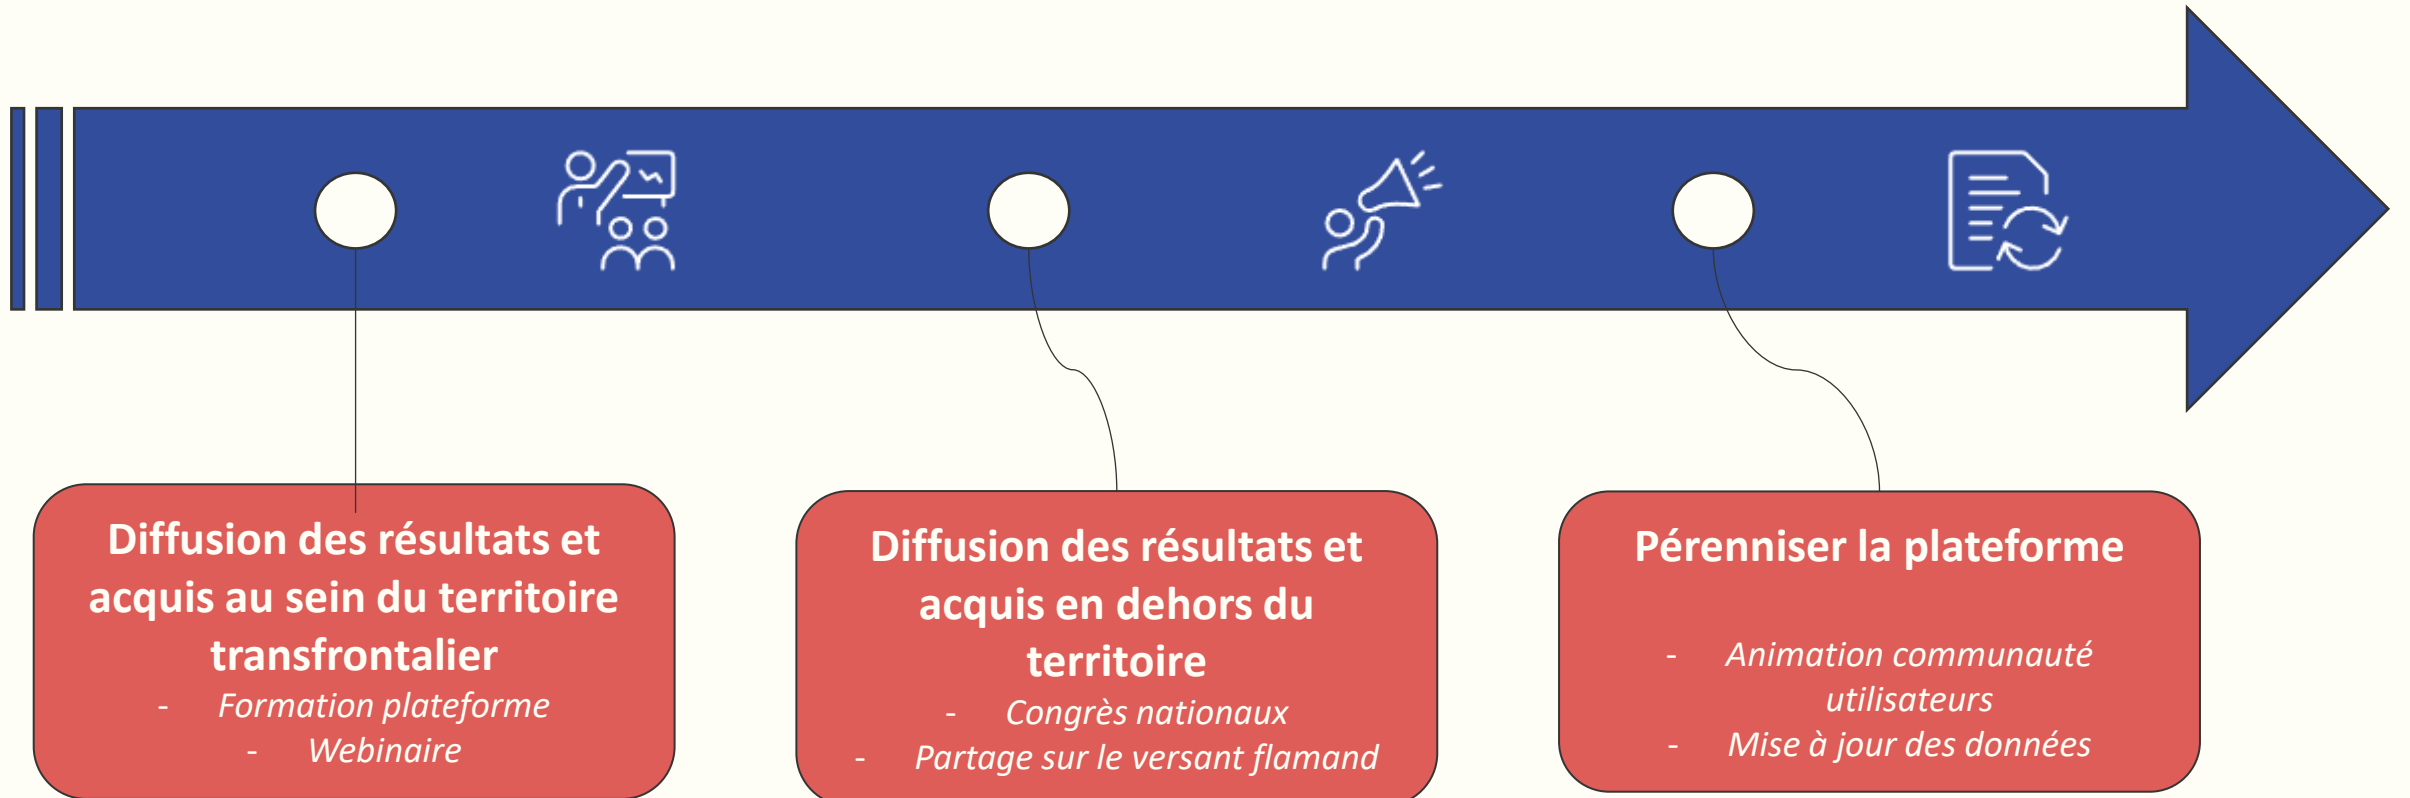 Diffusion des résultats et
acquis au sein du territoire
transfrontalier
- Formation plateforme
- Webinaire
Diffusion des résultats et
acquis en dehors du
territoire
- Congrès nationaux
- Partage sur le versant flamand
Pérenniser la plateforme
- Animation communauté
utilisateurs
- Mise à jour des données